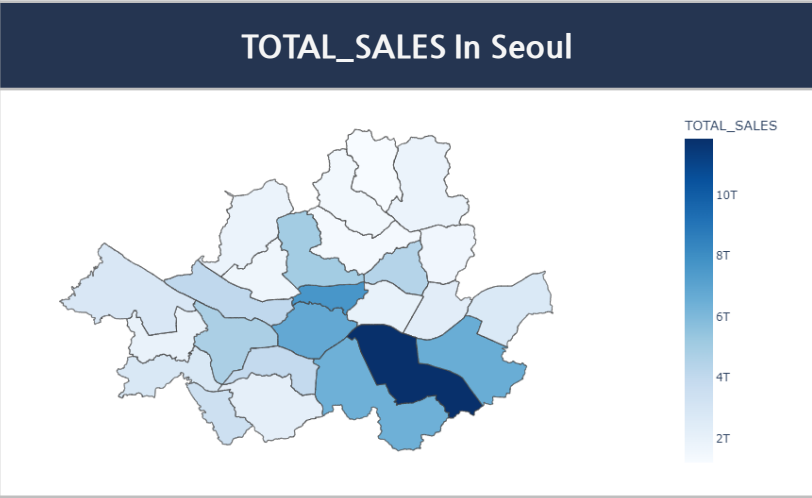 TOTAL_SALES In Seoul
TOTAL_SALES
10T
8T
6T
4T
2T